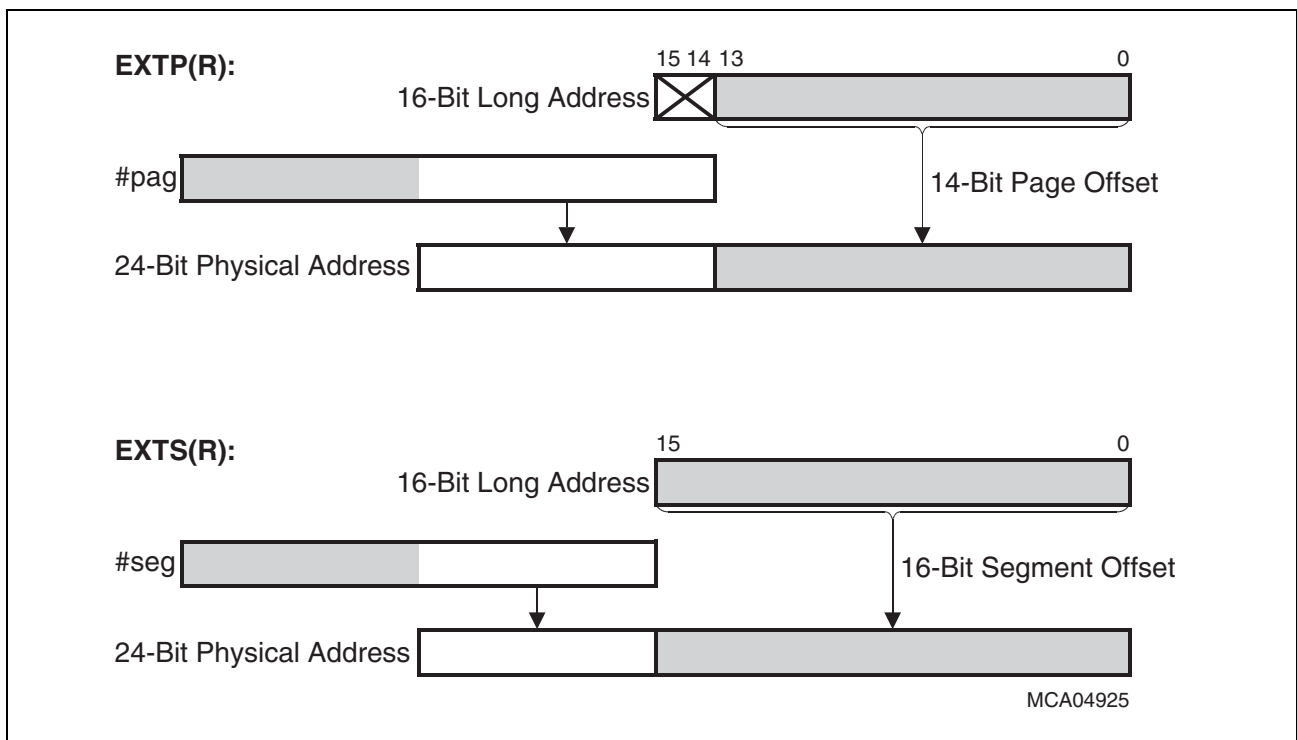 EXTP(R):
15 14 13 0
16-Bit Long Address
#pag
14-Bit Page Offset
24-Bit Physical Address
EXTS(R):
15 0
16-Bit Long Address
#seg
16-Bit Segment Offset
24-Bit Physical Address
MCA04925